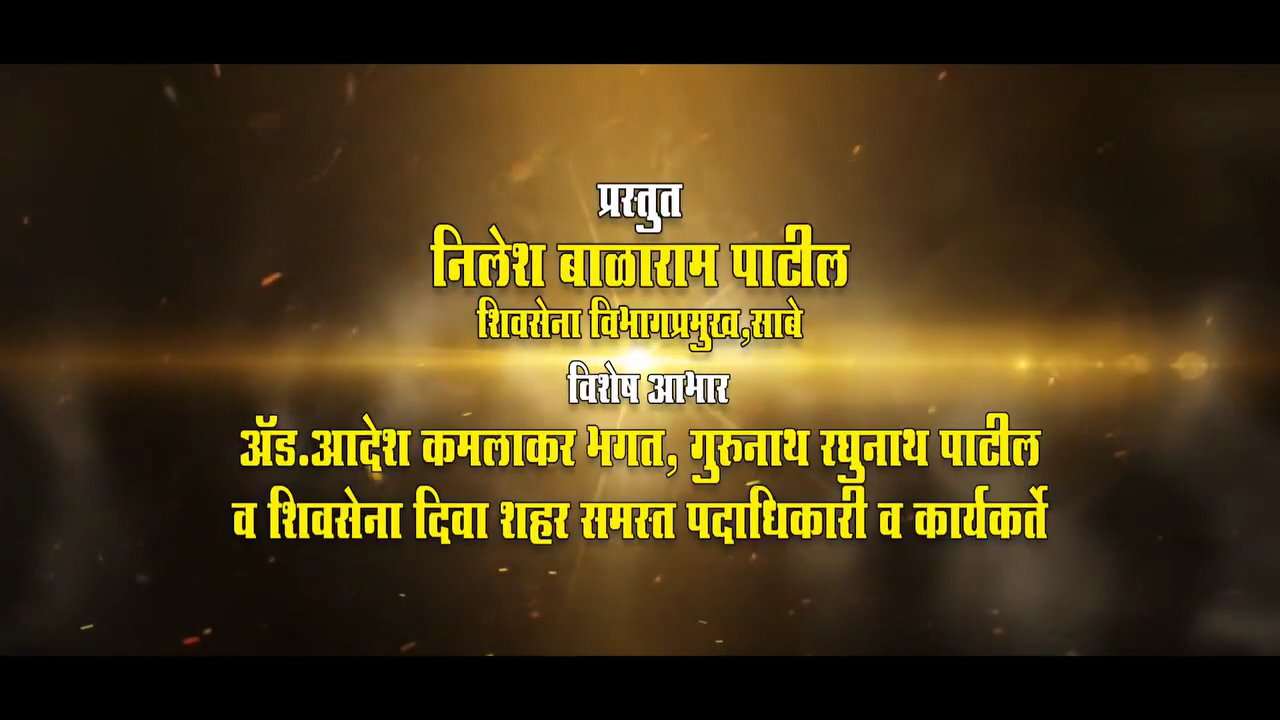 प्रस्तुत
निलेश बाळाराम पाटील
शिवसेना विभागप्रमुख,साबे
विशेष आभार
ॲड.आदेश कमलाकर भगत, गुरुनाथ रघुनाथ पाटील
व शिवसेना दिवा शहर समस्त पदाधिकारी व कार्यकर्ते